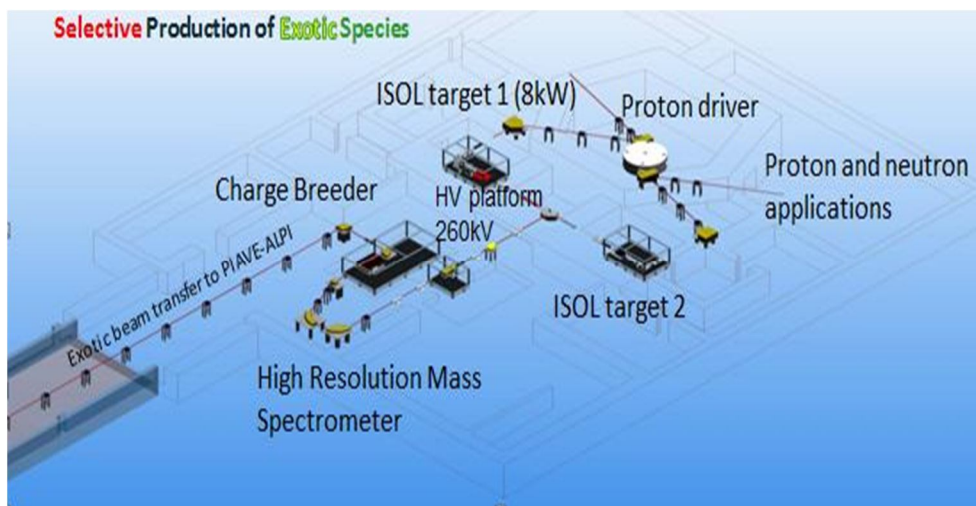 Selective Production of Exotic Species
ISOL target 1 (8kW)
Proton driver
Proton and neutron
applications
Charge Breeder
HV platform
260kV
Exotic beam transfer to PIAVE-ALPI
ISOL target 2
High Resolution Mass
Spectrometer